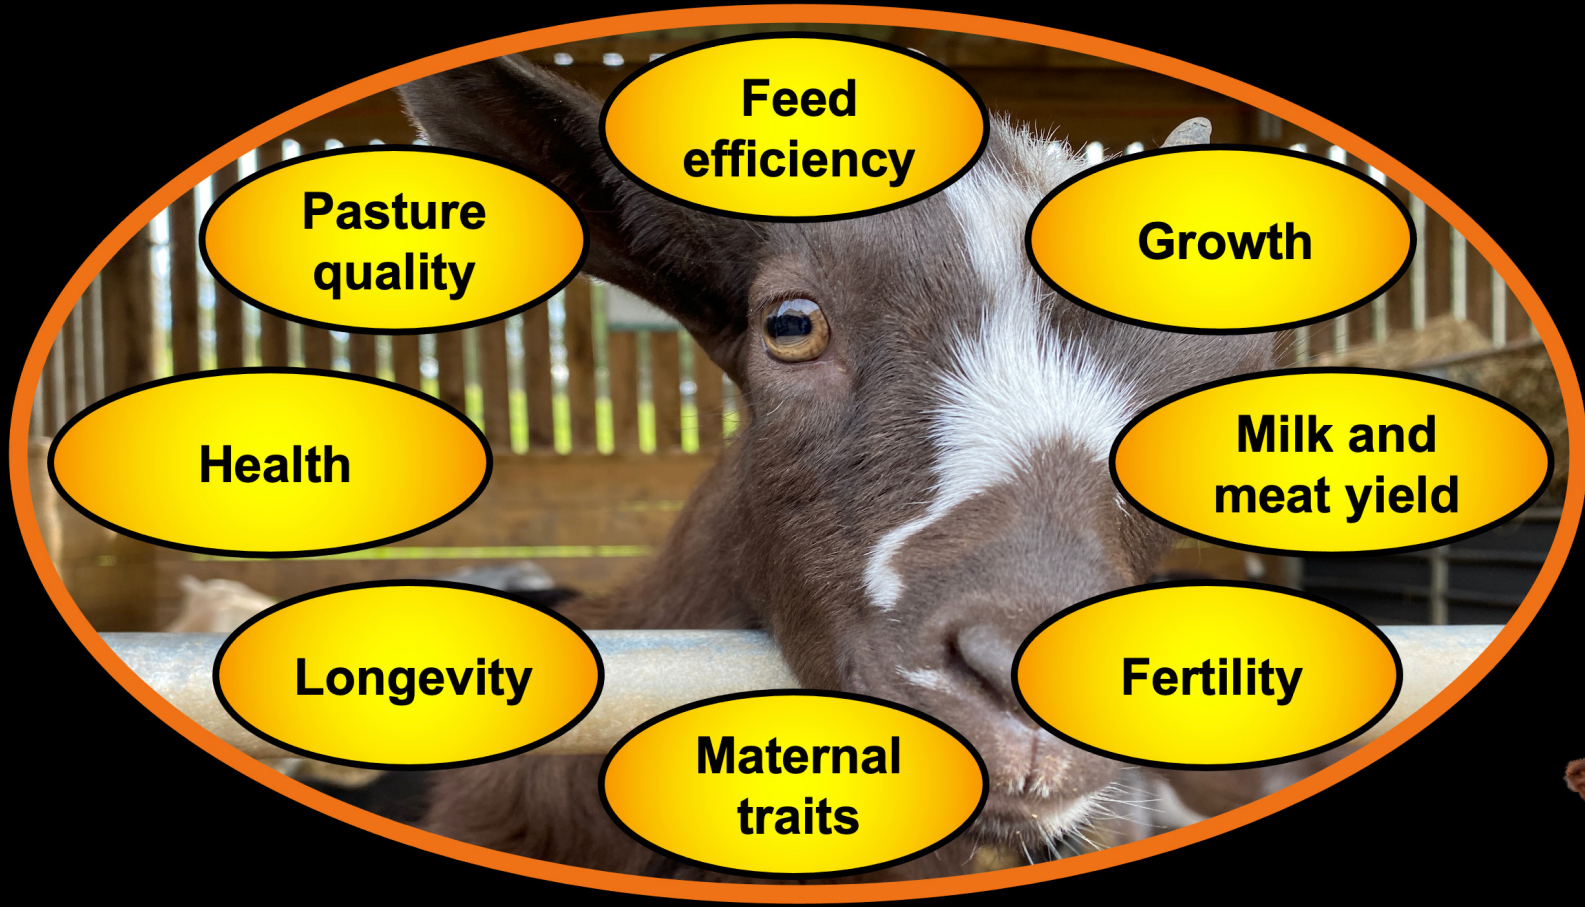 Feed
efficiency
Pasture
quality
Growth
Health
Milk and
meat yield
Longevity
Fertility
Maternal
traits